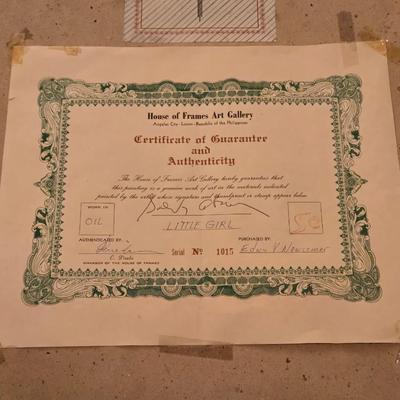 House of Frames Art Gallery
Angeles City - Luzon - Republic of the Philippines
Certificate of Guarantee
and
Authenticity
The House of Frames Art Gallery hereby guarantees that
this painting is a genuine work of art in the materials indicated
painted by the artist whose signature and thumbprint or stamp appear below
WORK IN
OIL
LITTLE GIRL
AUTHENTICATED BY:
PURCHASED BY:
Serial No 1015
MANAGER OF THE HOUSE OF FRAMES